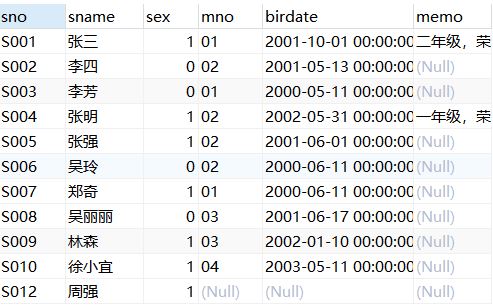 sno sname sex mno birdate memo
S001 张三 1 01 2001-10-01 00:00:00 二年级，荣
S002 李四 0 02 2001-05-13 00:00:00 (Null)
S003 李芳 0 01 2000-05-11 00:00:00 (Null)
S004 张明 1 02 2002-05-31 00:00:00 一年级，荣
S005 张强 1 02 2001-06-01 00:00:00 (Null)
S006 吴玲 0 02 2000-06-11 00:00:00 (Null)
S007 郑奇 1 01 2000-06-11 00:00:00 (Null)
S008 吴丽丽 0 03 2001-06-17 00:00:00 (Null)
S009 林森 1 03 2002-01-10 00:00:00 (Null)
S010 徐小宜 1 04 2003-05-11 00:00:00 (Null)
S012 周强 1 (Null) (Null) (Null)